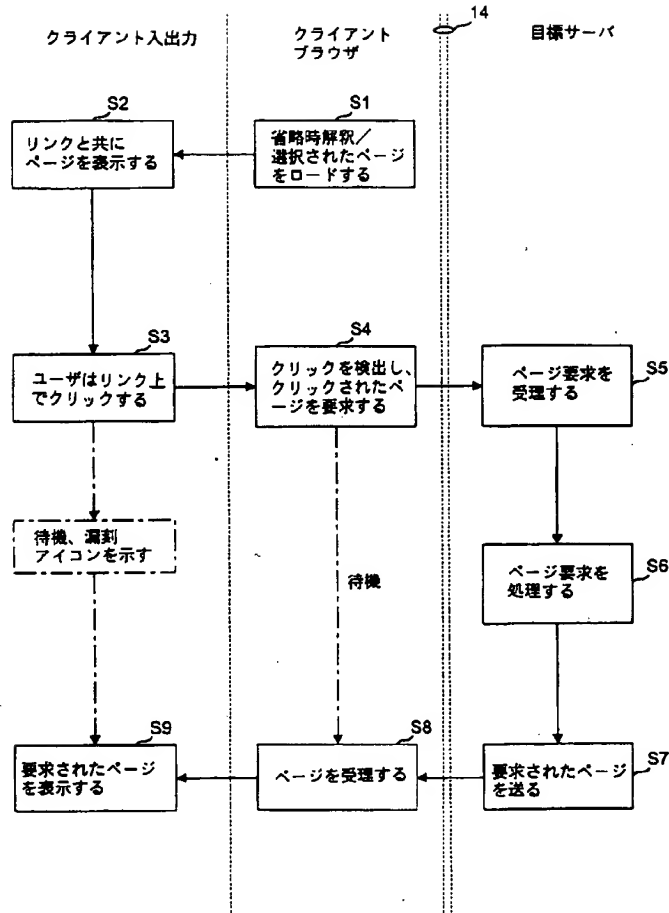 クライアント入出力
クライアント
ブラウザ
14
目標サーバ
S2
リンクと共に
ページを表示する
S1
省略時解釈／
選択されたページ
をロードする
S3
ユーザはリンク上
でクリックする
S4
クリックを検出し、
クリックされたペ
ージを要求する
S5
ページ要求を
受理する
待機、漏刻
アイコンを示す
待機
S6
ページ要求を
処理する
S9
要求されたページ
を表示する
S8
ページを受理する
S7
要求されたページ
を送る